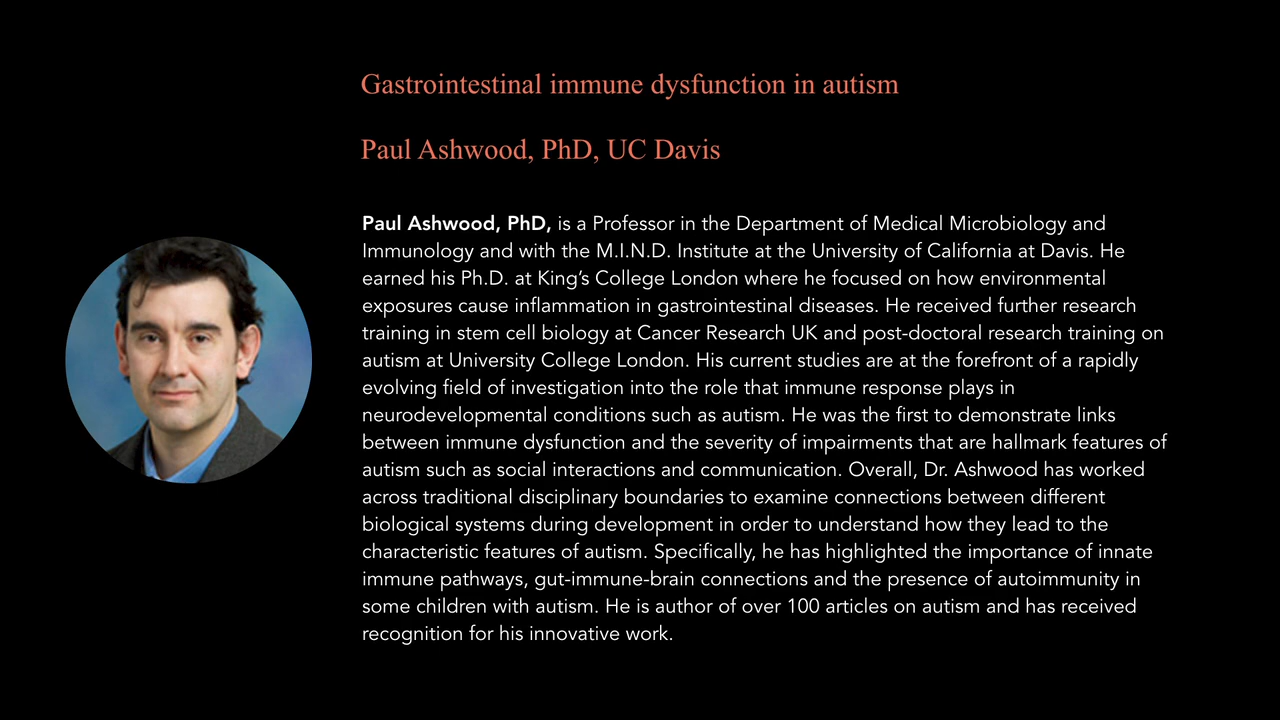 Gastrointestinal immune dysfunction in autism
Paul Ashwood, PhD, UC Davis
Paul Ashwood, PhD, is a Professor in the Department of Medical Microbiology and
Immunology and with the M.I.N.D. Institute at the University of California at Davis. He
earned his Ph.D. at King’s College London where he focused on how environmental
exposures cause inflammation in gastrointestinal diseases. He received further research
training in stem cell biology at Cancer Research UK and post-doctoral research training on
autism at University College London. His current studies are at the forefront of a rapidly
evolving field of investigation into the role that immune response plays in
neurodevelopmental conditions such as autism. He was the first to demonstrate links
between immune dysfunction and the severity of impairments that are hallmark features of
autism such as social interactions and communication. Overall, Dr. Ashwood has worked
across traditional disciplinary boundaries to examine connections between different
biological systems during development in order to understand how they lead to the
characteristic features of autism. Specifically, he has highlighted the importance of innate
immune pathways, gut-immune-brain connections and the presence of autoimmunity in
some children with autism. He is author of over 100 articles on autism and has received
recognition for his innovative work.